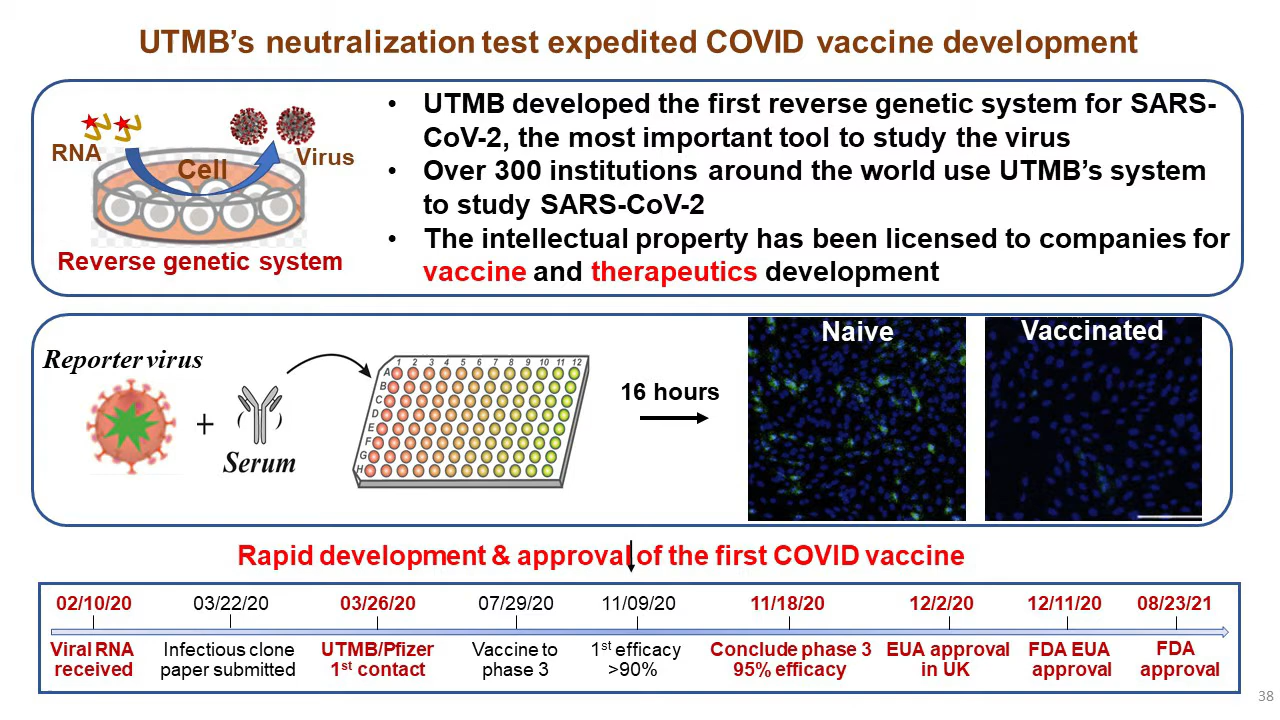 UTMB's neutralization test expedited COVID vaccine development
RNA
Cell
Virus
Reverse genetic system
• UTMB developed the first reverse genetic system for SARS-
CoV-2, the most important tool to study the virus
• Over 300 institutions around the world use UTMB's system
to study SARS-CoV-2
• The intellectual property has been licensed to companies for
vaccine and therapeutics development
Reporter virus
+
Serum
1 2 3 4 5 6 7 8 9 10 11 12
A
B
C
D
E
F
G
H
16 hours
Naive
Vaccinated
Rapid development & approval of the first COVID vaccine
02/10/20
Viral RNA
received
03/22/20
Infectious clone
paper submitted
03/26/20
UTMB/Pfizer
1st contact
07/29/20
Vaccine to
phase 3
11/09/20
1st efficacy
>90%
11/18/20
Conclude phase 3
95% efficacy
12/2/20
EUA approval
in UK
12/11/20
FDA EUA
approval
08/23/21
FDA
approval
38